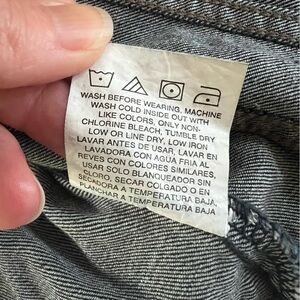 WASH BEFORE WEARING, MACHINE
WASH COLD INSIDE OUT WITH
LIKE COLORS, ONLY NON-
CHLORINE BLEACH, TUMBLE DRY
LOW OR LINE DRY, LOW IRON
LAVAR ANTES DE USAR, LAVAR EN
LAVADORA CON AGUA FRIA AL
REVES CON COLORES SIMILARES,
USAR SOLO BLANQUEADOR SIN
CLORO, SECAR COLGADO O EN
SECADORA A TEMPERATURA BAJA,
PLANCHAR A TEMPERATURA BAJA